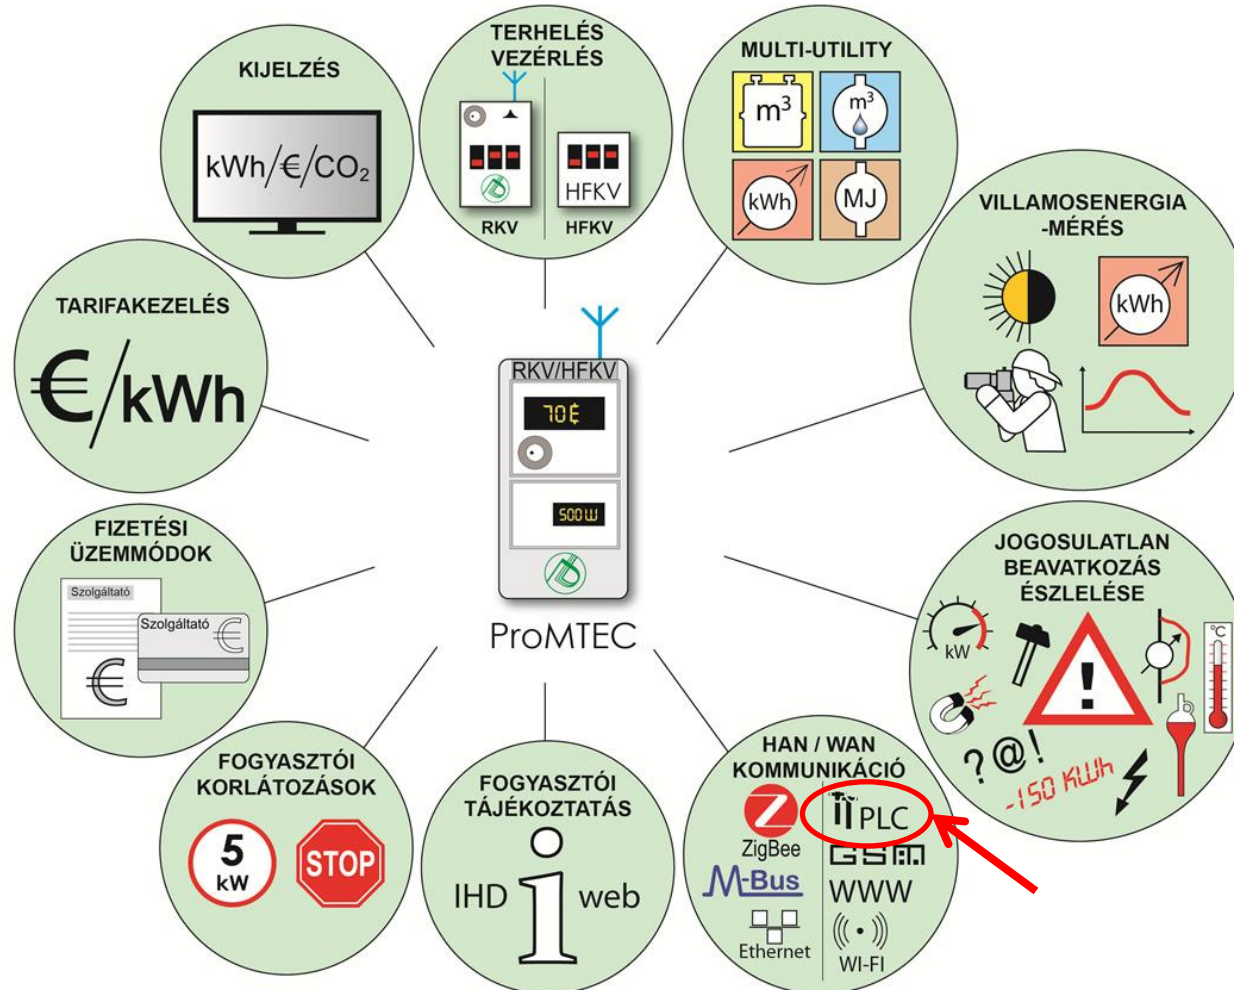 KIJELZÉS
kWh/€/CO₂
TERHELÉS
VEZÉRLÉS
HFKV
RKV
HFKV
MULTI-UTILITY
m³
m³
kWh
MJ
VILLAMOSENERGIA
-MÉRÉS
kWh
TARIFAKEZELÉS
€/kWh
RKV/HFKV
70€
500W
ProMTEC
FIZETÉSI
ÜZEMMÓDOK
Szolgáltató
€
Szolgáltató
€
JOGOSULATLAN
BEAVATKOZÁS
ÉSZLELÉSE
kW
!
°C
?@!
-150 KWh
FOGYASZTÓI
KORLÁTOZÁSOK
5
kW
STOP
FOGYASZTÓI
TÁJÉKOZTATÁS
IHD i web
HAN / WAN
KOMMUNIKÁCIÓ
Z
ZigBee
M-Bus
Ethernet
PLC
GSM
WWW
WI-FI